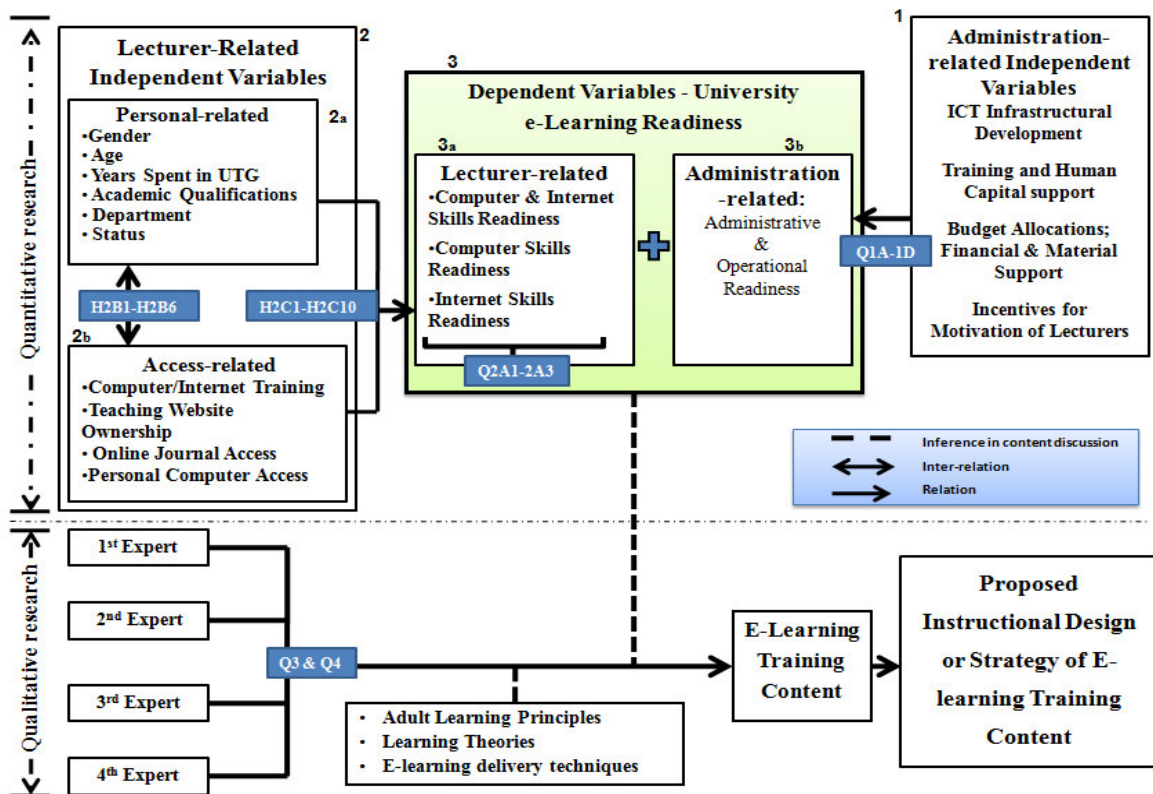 Quantitative research
2
Lecturer-Related
Independent Variables
2a
Personal-related
•Gender
• Age
• Years Spent in UTG
• Academic Qualifications
• Department
• Status
H2B1-H2B6
H2C1-H2C10
2b
Access-related
•Computer/Internet Training
•Teaching Website
Ownership
• Online Journal Access
•Personal Computer Access
3
Dependent Variables - University
e-Learning Readiness
3a
Lecturer-related
•Computer & Internet
Skills Readiness
•Computer Skills
Readiness
•Internet Skills
Readiness
Q2A1-2A3
3b
Administration
-related:
Administrative
&
Operational
Readiness
Q1A-1D
1
Administration-
related Independent
Variables
ICT Infrastructural
Development
Training and Human
Capital support
Budget Allocations;
Financial & Material
Support
Incentives for
Motivation of Lecturers
Inference in content discussion
Inter-relation
Relation
Qualitative research
1st Expert
2nd Expert
3rd Expert
4th Expert
Q3 & Q4
• Adult Learning Principles
• Learning Theories
• E-learning delivery techniques
E-Learning
Training
Content
Proposed
Instructional Design
or Strategy of E-
learning Training
Content